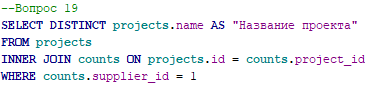 --Вопрос 19
SELECT DISTINCT projects.name AS "Название проекта"
FROM projects
INNER JOIN counts ON projects.id = counts.project_id
WHERE counts.supplier_id = 1